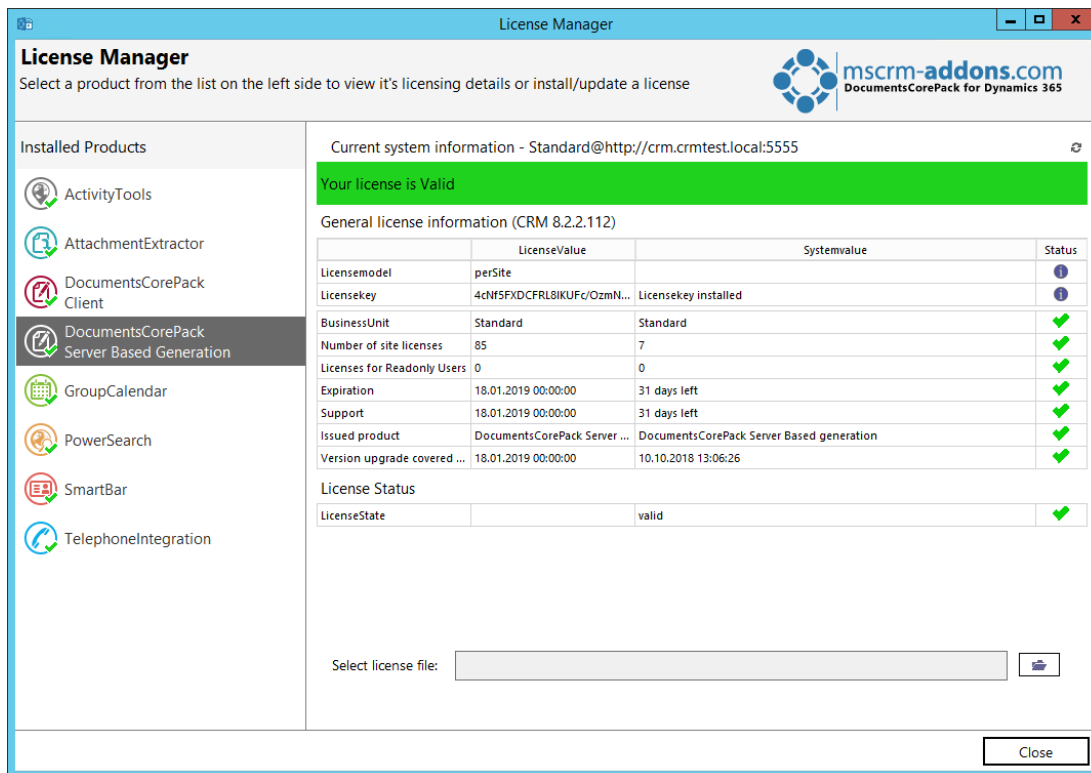 License Manager
License Manager
Select a product from the list on the left side to view it's licensing details or install/update a license
mscrm-addons.com
DocumentsCorePack for Dynamics 365
Installed Products
ActivityTools
AttachmentExtractor
DocumentsCorePack
Client
DocumentsCorePack
Server Based Generation
GroupCalendar
PowerSearch
SmartBar
TelephoneIntegration
Current system information - Standard@http://crm.crmtest.local:5555
Your license is Valid
General license information (CRM 8.2.2.112)
LicenseValue Systemvalue Status
Licensemodel perSite
Licensekey 4cNf5FXDCFRL8IKUFc/OzmN... Licensekey installed
BusinessUnit Standard Standard
Number of site licenses 85 7
Licenses for Readonly Users 0 0
Expiration 18.01.2019 00:00:00 31 days left
Support 18.01.2019 00:00:00 31 days left
Issued product DocumentsCorePack Server ... DocumentsCorePack Server Based generation
Version upgrade covered ... 18.01.2019 00:00:00 10.10.2018 13:06:26
License Status
LicenseState valid
Select license file:
Close